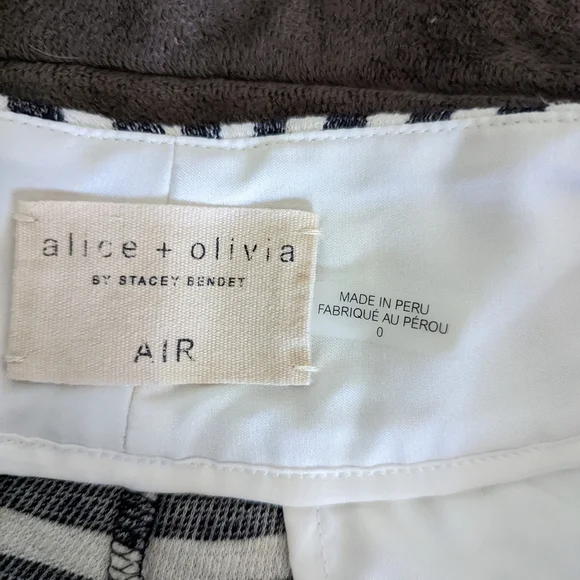 alice + olivia
BY STACEY BENDET
AIR
MADE IN PERU
FABRIQUÉ AU PÉROU
0